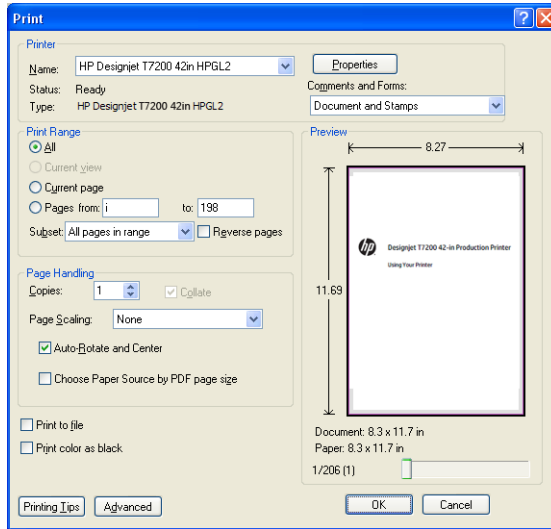 Print
Printer
Name: HP Designjet T7200 42in HPGL2
Properties
Status: Ready
Comments and Forms:
Type: HP Designjet T7200 42in HPGL2
Document and Stamps
Print Range
All
Current view
Current page
Pages from: i to: 198
Subset: All pages in range
Reverse pages
Page Handling
Copies: 1
Collate
Page Scaling: None
Auto-Rotate and Center
Choose Paper Source by PDF page size
Print to file
Print color as black
Preview
8.27
11.69
hp
Designjet T7200 42-in Production Printer
Using Your Printer
Document: 8.3 x 11.7 in
Paper: 8.3 x 11.7 in
1/206 (1)
Printing Tips
Advanced
OK
Cancel